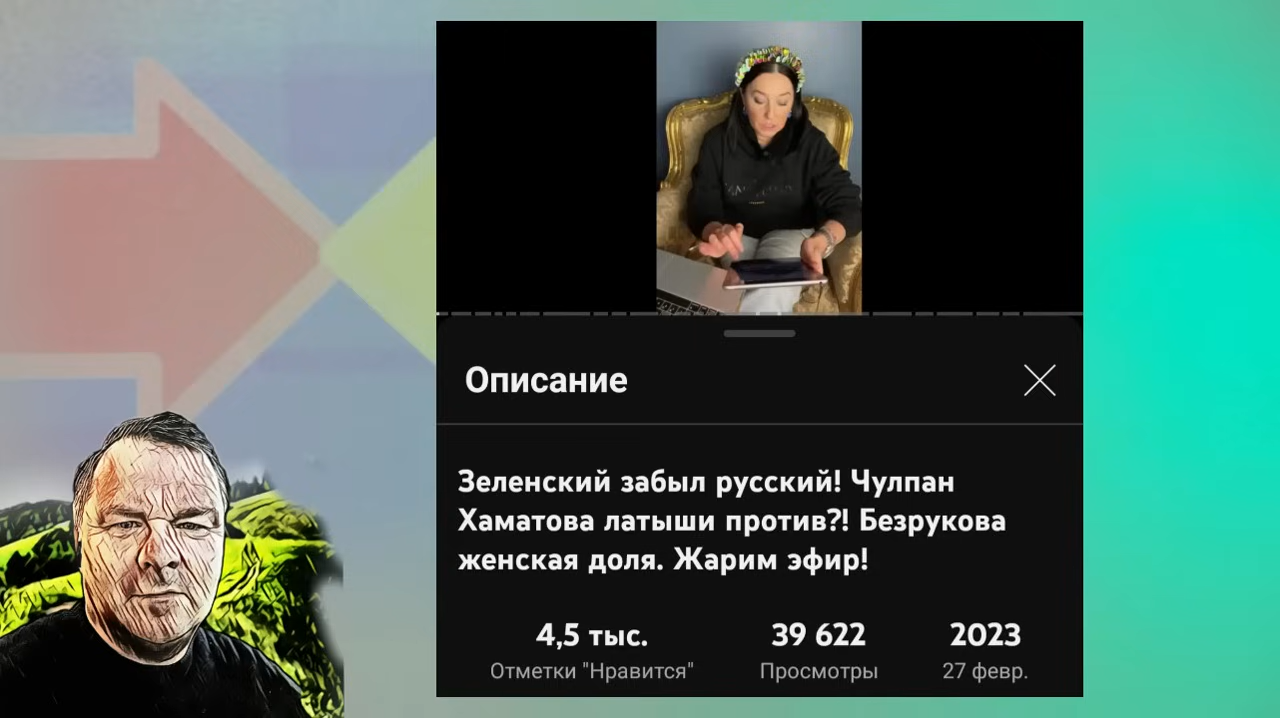 Описание
Зеленский забыл русский! Чулпан
Хаматова латыши против?! Безрукова
женская доля. Жарим эфир!
4,5 тыс. 39 622 2023
Отметки "Нравится" Просмотры 27 февр.